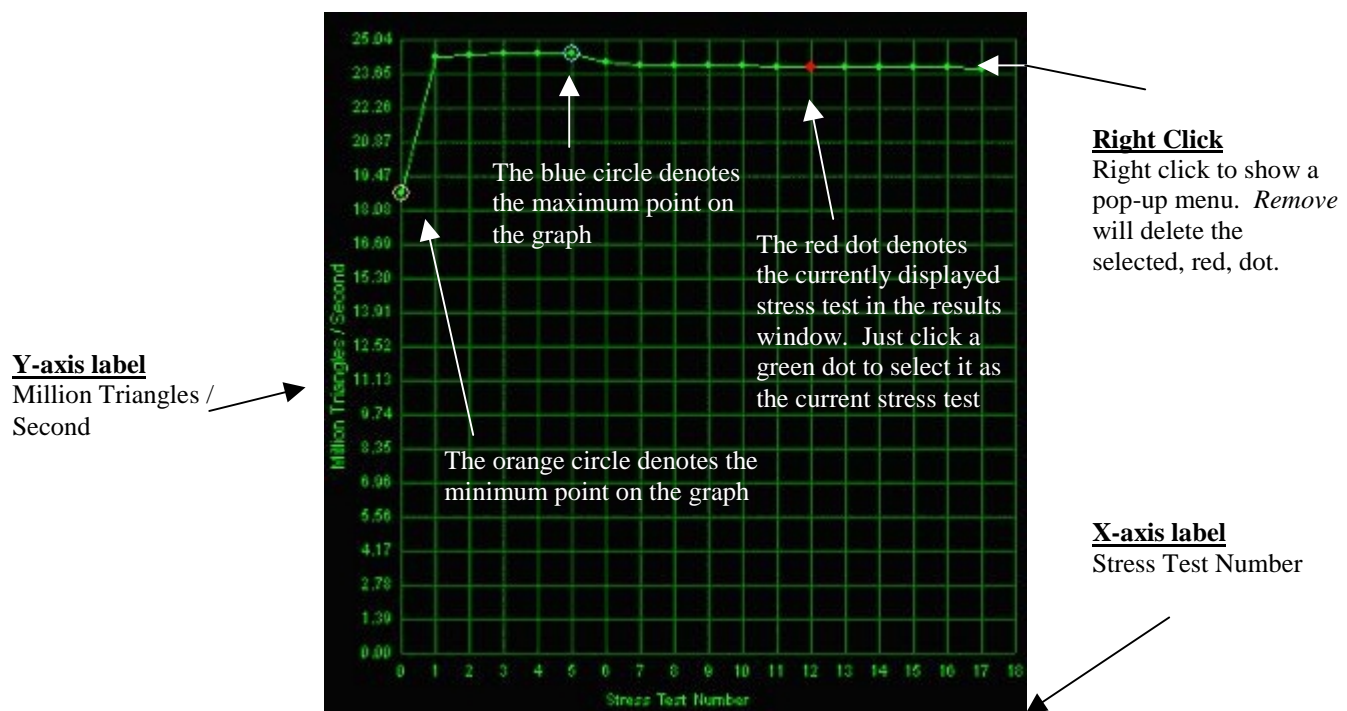 25.04
23.65
22.26
20.87
19.47
18.08
16.69
15.30
13.91
12.52
11.13
9.74
8.35
6.96
5.56
4.17
2.78
1.39
0.00
Million Triangles / Second
0 1 2 3 4 5 6 7 8 9 10 11 12 13 14 15 16 17 18
Stress Test Number
The blue circle denotes
the maximum point on
the graph
The red dot denotes
the currently displayed
stress test in the results
window. Just click a
green dot to select it as
the current stress test
The orange circle denotes the
minimum point on the graph
Right Click
Right click to show a
pop-up menu. Remove
will delete the
selected, red, dot.
Y-axis label
Million Triangles /
Second
X-axis label
Stress Test Number